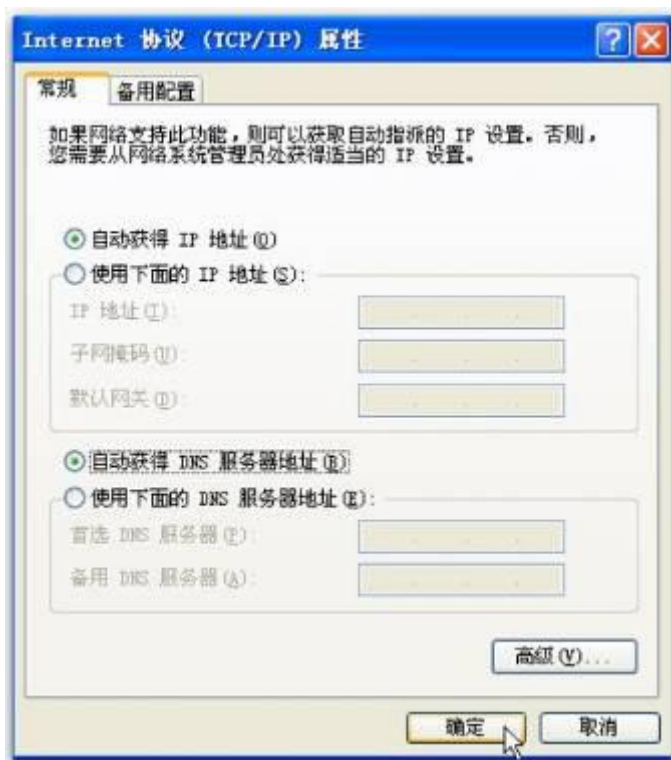 Internet 协议 (TCP/IP) 属性
常规 备用配置
如果网络支持此功能，则可以获取自动指派的 IP 设置。否则，
您需要从网络系统管理员处获得适当的 IP 设置。
自动获得 IP 地址(O)
使用下面的 IP 地址(S):
IP 地址(I):
子网掩码(U):
默认网关(D):
自动获得 DNS 服务器地址(B)
使用下面的 DNS 服务器地址(E):
首选 DNS 服务器(P):
备用 DNS 服务器(A):
高级(V)...
确定 取消